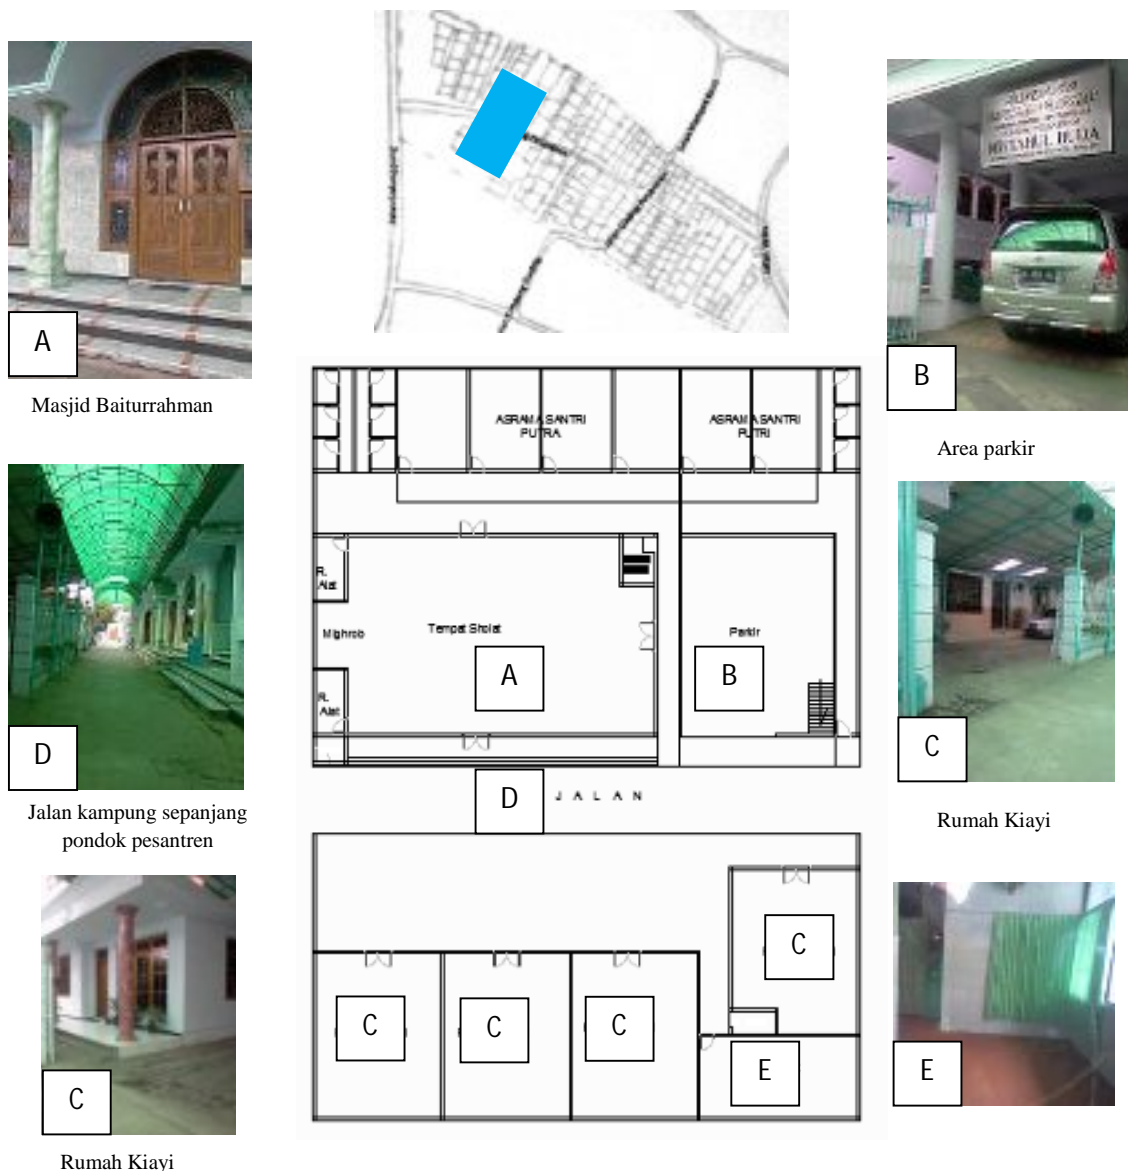 A
Masjid Baiturrahman
B
Area parkir
D
Jalan kampung sepanjang
pondok pesantren
C
Rumah Kiayi
C
Rumah Kiayi
E
ASRAMA SANTRI
PUTRA
ASRAMA SANTRI
PUTRI
R.
Alat
Mighrob
Tempat Sholat
Parkir
A
B
R.
Alat
D
J A L A N
C
C
C
C
E